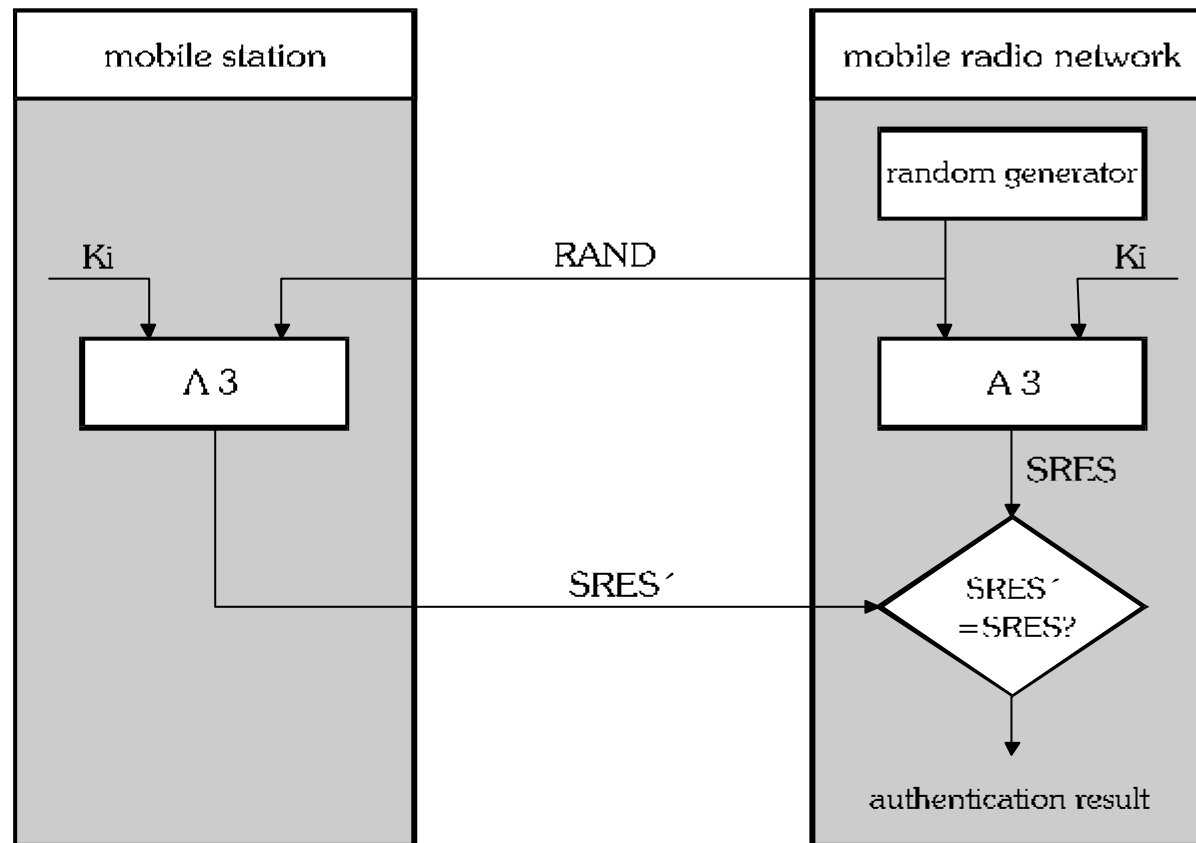 mobile station
mobile radio network
random generator
Ki
RAND
Ki
A 3
A 3
SRES
SRES´
SRES´
=SRES?
authentication result